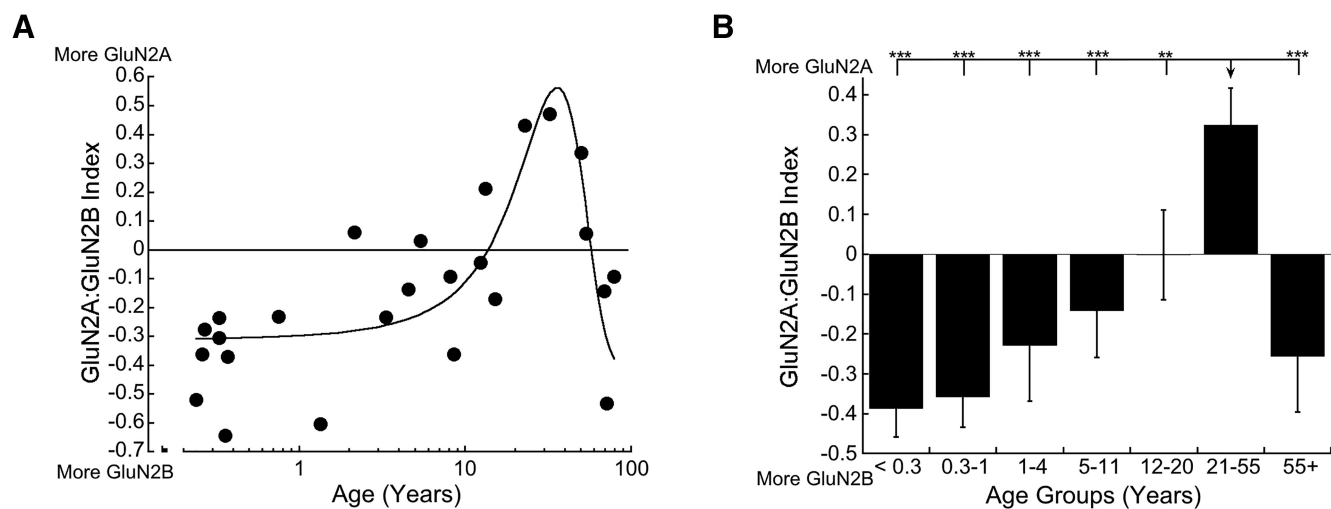 A
More GluN2A
0.6
0.5
0.4
0.3
0.2
0.1
0
-0.1
-0.2
-0.3
-0.4
-0.5
-0.6
-0.7
GluN2A:GluN2B Index
More GluN2B
1 10 100
Age (Years)
B
*** *** *** *** ** ***
More GluN2A
0.4
0.3
0.2
0.1
0
-0.1
-0.2
-0.3
-0.4
-0.5
GluN2A:GluN2B Index
More GluN2B
< 0.3 0.3-1 1-4 5-11 12-20 21-55 55+
Age Groups (Years)